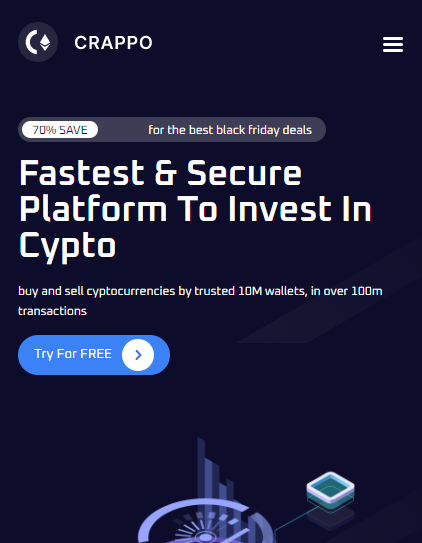 CRAPPO
70% SAVE for the best black friday deals
Fastest & Secure
Platform To Invest In
Cypto
buy and sell cyptocurrencies by trusted 10M wallets, in over 100m
transactions
Try For FREE